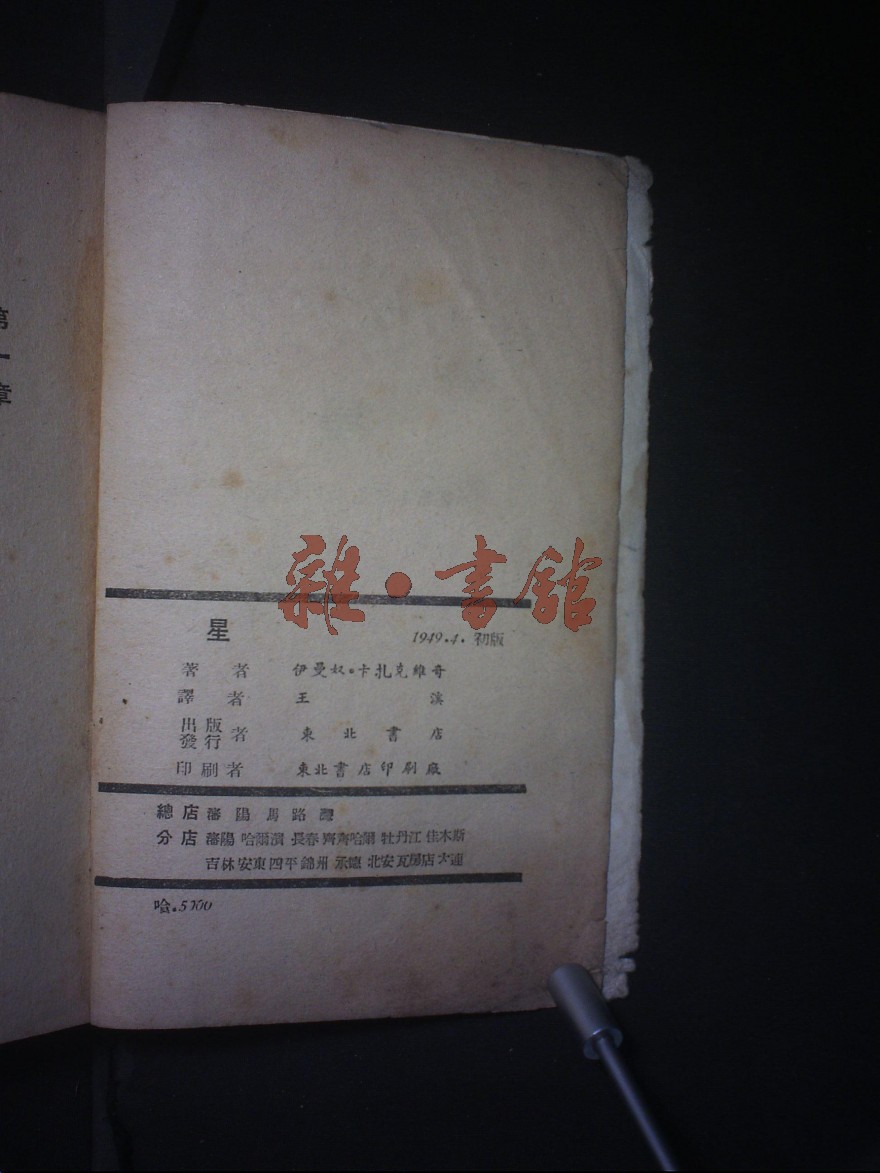 第一章
雜·書館
星
1949.4. 初版
著者 伊曼奴·卡扎克維奇
譯者 王溪
出版發行者 東北書店
印刷者 東北書店印刷廠
總店 瀋陽馬路灣
分店 瀋陽 哈爾濱 長春 齊齊哈爾 牡丹江 佳木斯
吉林 安東 四平 錦州 承德 北安 瓦房店 大連
哈.5700